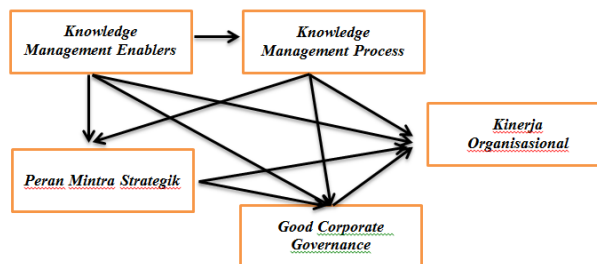 Knowledge
Management Enablers
Knowledge
Management Process
Kinerja
Organisasional
Peran Mintra Strategik
Good Corporate
Governance